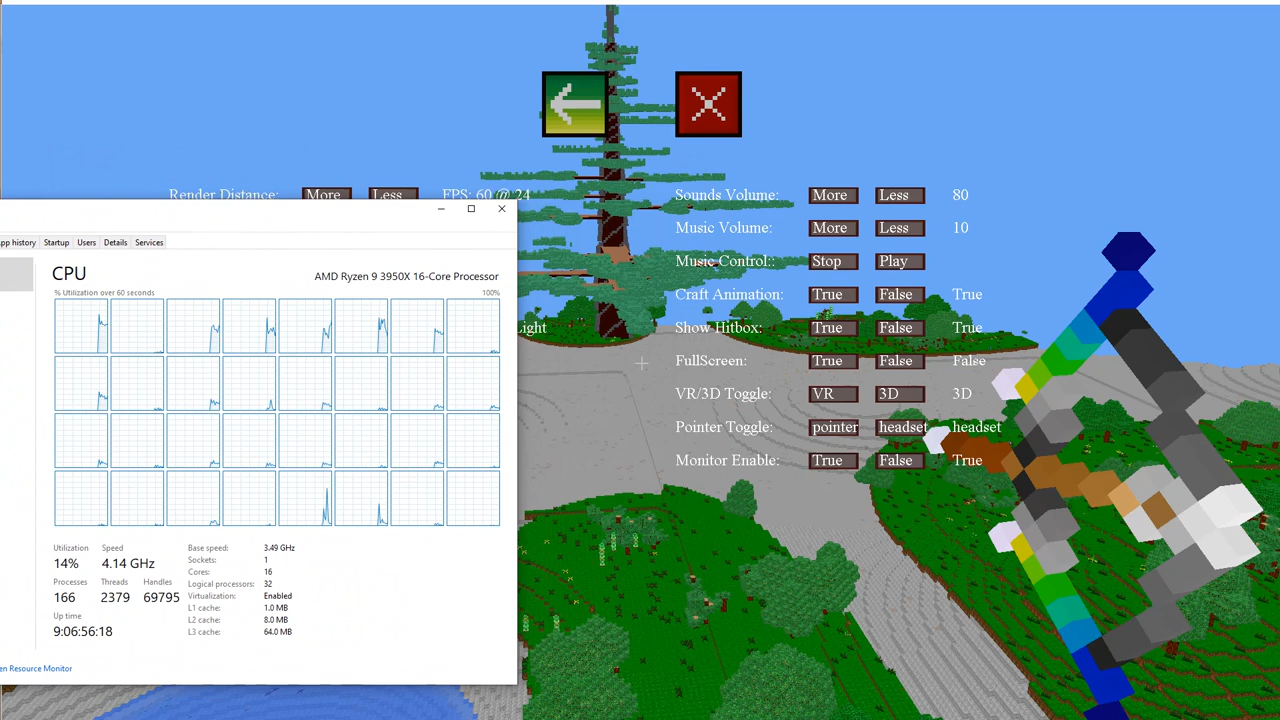 Render Distance: More Less FPS: 60 @ 24
Sounds Volume: More Less 80
Music Volume: More Less 10
Music Control:: Stop Play
Craft Animation: True False True
Light
Show Hitbox: True False True
FullScreen: True False False
VR/3D Toggle: VR 3D 3D
Pointer Toggle: pointer headset headset
Monitor Enable: True False True
pp history Startup Users Details Services
CPU AMD Ryzen 9 3950X 16-Core Processor
% Utilization over 60 seconds 100%
Utilization Speed
14% 4.14 GHz
Processes Threads Handles
166 2379 69795
Up time
9:06:56:18
Base speed: 3.49 GHz
Sockets: 1
Cores: 16
Logical processors: 32
Virtualization: Enabled
L1 cache: 1.0 MB
L2 cache: 8.0 MB
L3 cache: 64.0 MB
en Resource Monitor